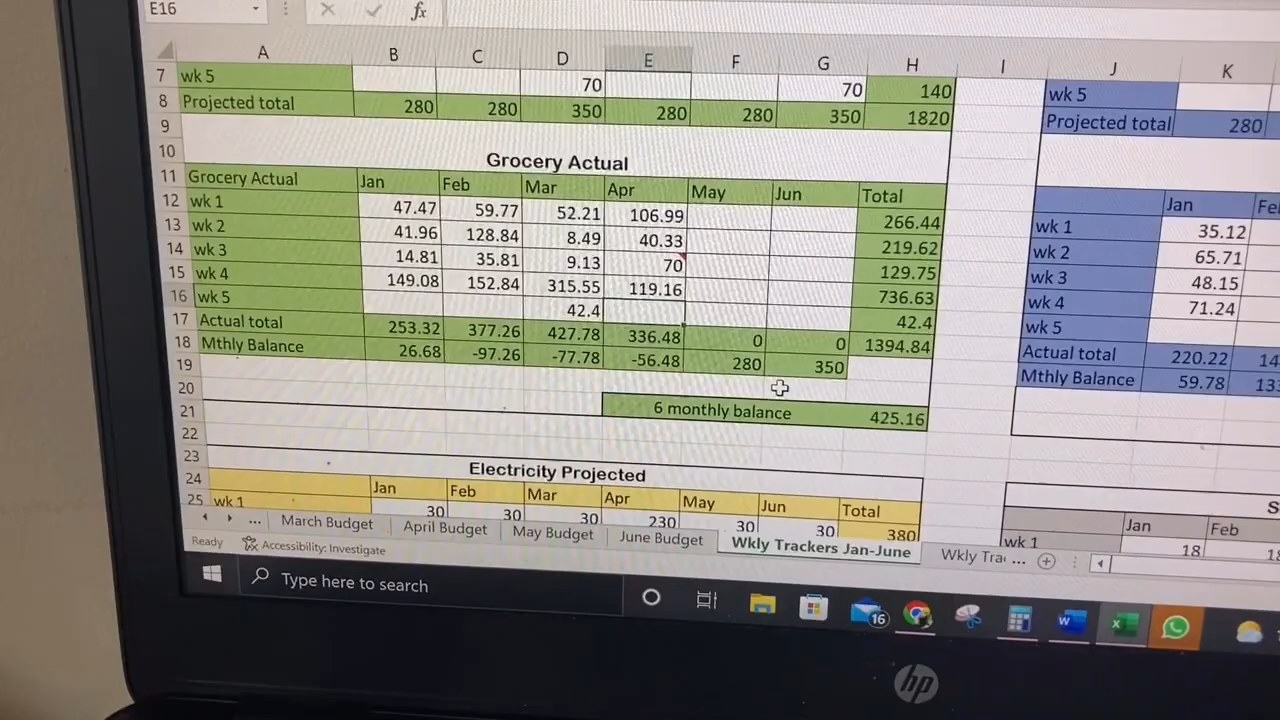 E16 fx
A B C D E F G H I J K
7 wk 5 70 70 140 wk 5
8 Projected total 280 280 350 280 280 350 1820 Projected total 280
9
10 Grocery Actual
11 Grocery Actual Jan Feb Mar Apr May Jun Total Jan
12 wk 1 47.47 59.77 52.21 106.99 266.44 wk 1 35.12
13 wk 2 41.96 128.84 8.49 40.33 219.62 wk 2 65.71
14 wk 3 14.81 35.81 9.13 70 129.75 wk 3 48.15
15 wk 4 149.08 152.84 315.55 119.16 736.63 wk 4 71.24
16 wk 5 42.4 42.4 wk 5
17 Actual total 253.32 377.26 427.78 336.48 0 0 1394.84 Actual total 220.22
18 Mthly Balance 26.68 -97.26 -77.78 -56.48 280 350 Mthly Balance 59.78
19
20
21 6 monthly balance 425.16
22
23 Electricity Projected
24 Jan Feb Mar Apr May Jun Total Jan Feb
25 wk 1 30 30 30 230 30 30 380 wk 1 18
... March Budget April Budget May Budget June Budget Wkly Trackers Jan-June Wkly Tra ...
Ready Accessibility: Investigate
Type here to search 16
hp